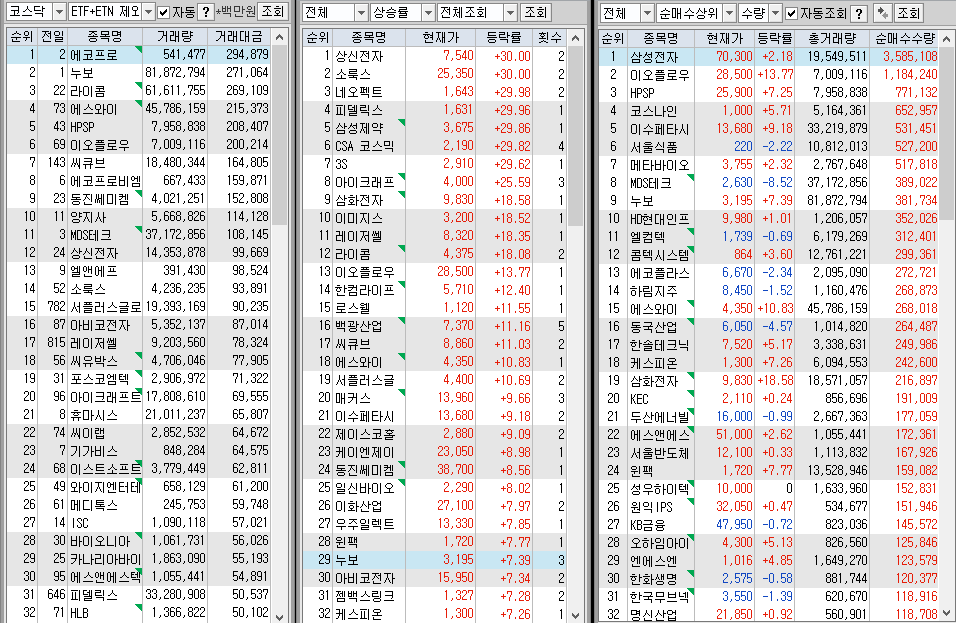 코스닥 ETF+ETN 제외 자동 ? *백만원 조회
순위 전일 종목명 거래량 거래대금
1 2 에코프로 541,477 294,879
2 1 누보 81,872,794 271,064
3 22 라이콤 61,611,755 269,109
4 73 에스와이 45,786,159 215,373
5 43 HPSP 7,958,838 208,407
6 69 이오플로우 7,009,116 200,214
7 143 씨큐브 18,480,344 164,805
8 6 에코프로비엠 667,433 159,871
9 23 동진쎄미켐 4,021,251 152,808
10 11 양지사 5,668,826 114,128
11 3 MDS테크 37,172,856 108,145
12 24 상신전자 14,353,878 99,669
13 9 엘앤에프 391,430 98,524
14 52 소룩스 4,236,235 93,891
15 782 서플러스글로 19,393,169 90,235
16 87 아비코전자 5,352,137 87,014
17 815 레이저쎌 9,203,560 78,324
18 56 씨유박스 4,706,046 77,905
19 31 포스코엠텍 2,906,972 71,322
20 96 아이크래프트 17,808,610 69,555
21 8 휴마시스 21,011,237 65,807
22 74 씨이랩 2,852,532 64,672
23 7 기가비스 848,284 64,575
24 68 이스트소프트 3,779,449 62,811
25 49 와이지엔터테 658,129 61,200
26 61 메디톡스 245,753 59,748
27 14 ISC 1,090,118 57,021
28 30 바이오니아 1,061,731 56,026
29 25 카나리아바이 1,863,090 55,193
30 95 에스앤에스텍 1,055,441 54,891
31 646 피델릭스 33,280,908 50,537
32 71 HLB 1,366,822 50,102
전체 상승률 전체조회 조회
순위 종목명 현재가 등락률 횟수
1 상신전자 7,540 +30.00 2
2 소룩스 25,350 +30.00 2
3 네오펙트 1,643 +29.98 2
4 피델릭스 1,631 +29.96 1
5 삼성제약 3,675 +29.86 1
6 CSA 코스믹 2,190 +29.82 4
7 3S 2,910 +29.62 1
8 아이크래프 4,000 +25.59 3
9 삼화전자 9,830 +18.58 1
10 이미지스 3,200 +18.52 1
11 레이저쎌 8,320 +18.35 1
12 라이콤 4,375 +18.08 2
13 이오플로우 28,500 +13.77 1
14 한컴라이프 5,710 +12.40 1
15 로스웰 1,120 +11.55 1
16 백광산업 7,370 +11.16 5
17 씨큐브 8,860 +11.03 2
18 에스와이 4,350 +10.83 1
19 서플러스글 4,400 +10.69 2
20 매커스 13,960 +9.66 3
21 이수페타시 13,680 +9.18 2
22 제이스코홀 2,880 +9.09 2
23 케이엔제이 23,050 +8.98 1
24 동진쎄미켐 38,700 +8.56 1
25 일신바이오 2,290 +8.02 1
26 이화산업 27,100 +7.97 2
27 우주일렉트 13,330 +7.85 1
28 윈팩 1,720 +7.77 1
29 누보 3,195 +7.39 3
30 아비코전자 15,950 +7.34 2
31 젬백스링크 1,327 +7.28 2
32 케스피온 1,300 +7.26 1
전체 순매수상위 수량 자동조회 ? 조회
순위 종목명 현재가 등락률 총거래량 순매수수량
1 삼성전자 70,300 +2.18 19,549,511 3,585,108
2 이오플로우 28,500 +13.77 7,009,116 1,184,240
3 HPSP 25,900 +7.25 7,958,838 771,132
4 코스나인 1,000 +5.71 5,164,361 652,957
5 이수페타시 13,680 +9.18 33,219,879 531,451
6 서울식품 220 -2.22 10,812,013 527,200
7 메타바이오 3,755 +2.32 2,767,648 517,818
8 MDS테크 2,630 -8.52 37,172,856 389,022
9 누보 3,195 +7.39 81,872,794 381,734
10 HD현대인프 9,980 +1.01 1,206,057 352,026
11 엘컴텍 1,739 -0.69 6,179,269 312,401
12 콤텍시스템 864 +3.60 12,761,221 299,361
13 에코플라스 6,670 -2.34 2,095,090 272,721
14 하림지주 8,450 -1.52 1,160,476 268,873
15 에스와이 4,350 +10.83 45,786,159 268,018
16 동국산업 6,050 -4.57 1,014,820 264,487
17 한솔테크닉 7,520 +5.17 3,338,631 249,986
18 케스피온 1,300 +7.26 6,094,553 242,600
19 삼화전자 9,830 +18.58 18,571,057 216,897
20 KEC 2,110 +0.24 856,696 191,009
21 두산에너빌 16,000 -0.99 2,667,363 177,059
22 에스앤에스 51,000 +2.62 1,055,441 172,361
23 서울반도체 12,100 +0.33 1,113,832 167,926
24 윈팩 1,720 +7.77 13,528,946 159,082
25 성우하이텍 10,000 0 1,633,960 152,831
26 원익IPS 32,050 +0.47 534,677 151,946
27 KB금융 47,950 -0.72 823,036 145,572
28 오하임아이 4,300 +5.13 826,560 125,846
29 엔에스엔 1,016 +4.85 1,649,270 123,579
30 한화생명 2,575 -0.58 881,744 120,377
31 한국무브넥 3,550 -1.39 620,670 118,916
32 명신산업 21,850 +0.92 560,901 118,708